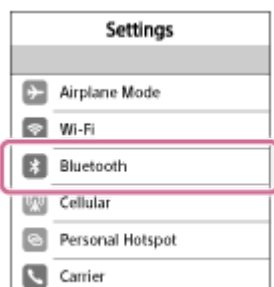 Settings
Airplane Mode
Wi-Fi
Bluetooth
Cellular
Personal Hotspot
Carrier